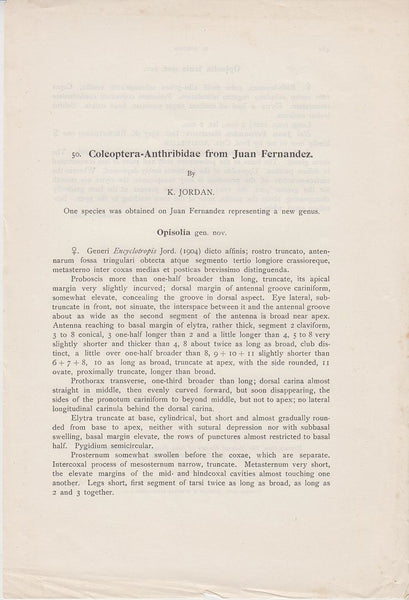 50. Coleoptera-Anthribidae from Juan Fernandez.
By
K. JORDAN.
One species was obtained on Juan Fernandez representing a new genus.
Opisolia gen. nov.
♀. Generi Encyclotropis Jord. (1904) dicto affinis; rostro truncato, anten-
narum fossa tringulari obtecta atque segmento tertio longiore crassioreque,
metasterno inter coxas medias et posticas brevissimo distinguenda.
Proboscis more than one-half broader than long, truncate, its apical
margin very slightly incurved; dorsal margin of antennal groove cariniform,
somewhat elevate, concealing the groove in dorsal aspect. Eye lateral, sub-
truncate in front, not sinuate, the interspace between it and the antennal groove
about as wide as the second segment of the antenna is broad near apex.
Antenna reaching to basal margin of elytra, rather thick, segment 2 claviform,
3 to 8 conical, 3 one-half longer than 2 and a little longer than 4, 5 to 8 very
slightly shorter and thicker than 4, 8 about twice as long as broad, club dis-
tinct, a little over one-half broader than 8, 9 + 10 + 11 slightly shorter than
6 + 7 + 8, 10 as long as broad, truncate at apex, with the side rounded, 11
ovate, proximally truncate, longer than broad.
Prothorax transverse, one-third broader than long; dorsal carina almost
straight in middle, then evenly curved forward, but soon disappearing, the
sides of the pronotum cariniform to beyond middle, but not to apex; no lateral
longitudinal carinula behind the dorsal carina.
Elytra truncate at base, cylindrical, but short and almost gradually roun-
ded from base to apex, neither with sutural depression nor with subbasal
swelling, basal margin elevate, the rows of punctures almost restricted to basal
half. Pygidium semicircular.
Prosternum somewhat swollen before the coxae, which are separate.
Intercoxal process of mesosternum narrow, truncate. Metasternum very short,
the elevate margins of the mid- and hindcoxal cavities almost touching one
another. Legs short, first segment of tarsi twice as long as broad, as long as
2 and 3 together.